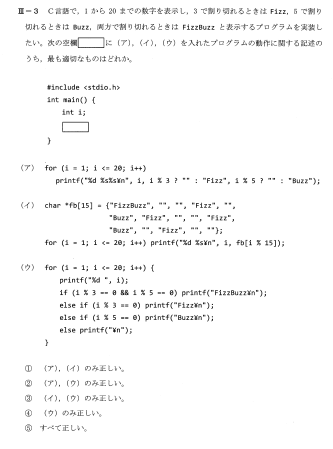 Ⅲ－3　C言語で，1から20までの数字を表示し，3で割り切れるときは Fizz，5で割り
切れるときは Buzz，両方で割り切れるときは FizzBuzz と表示するプログラムを実装し
たい。次の空欄　　　に（ア），（イ），（ウ）を入れたプログラムの動作に関する記述の
うち，最も適切なものはどれか。
#include <stdio.h>
int main() {
int i;
}
（ア） for (i = 1; i <= 20; i++)
printf("%d %s%s¥n", i, i % 3 ? "" : "Fizz", i % 5 ? "" : "Buzz");
（イ） char *fb[15] = {"FizzBuzz", "", "", "Fizz", "",
"Buzz", "Fizz", "", "", "Fizz",
"Buzz", "", "Fizz", "", ""};
for (i = 1; i <= 20; i++) printf("%d %s¥n", i, fb[i % 15]);
（ウ） for (i = 1; i <= 20; i++) {
printf("%d ", i);
if (i % 3 == 0 && i % 5 == 0) printf("FizzBuzz¥n");
else if (i % 3 == 0) printf("Fizz¥n");
else if (i % 5 == 0) printf("Buzz¥n");
else printf("¥n");
}
①　（ア），（イ）のみ正しい。
②　（ア），（ウ）のみ正しい。
③　（イ），（ウ）のみ正しい。
④　（ウ）のみ正しい。
⑤　すべて正しい。